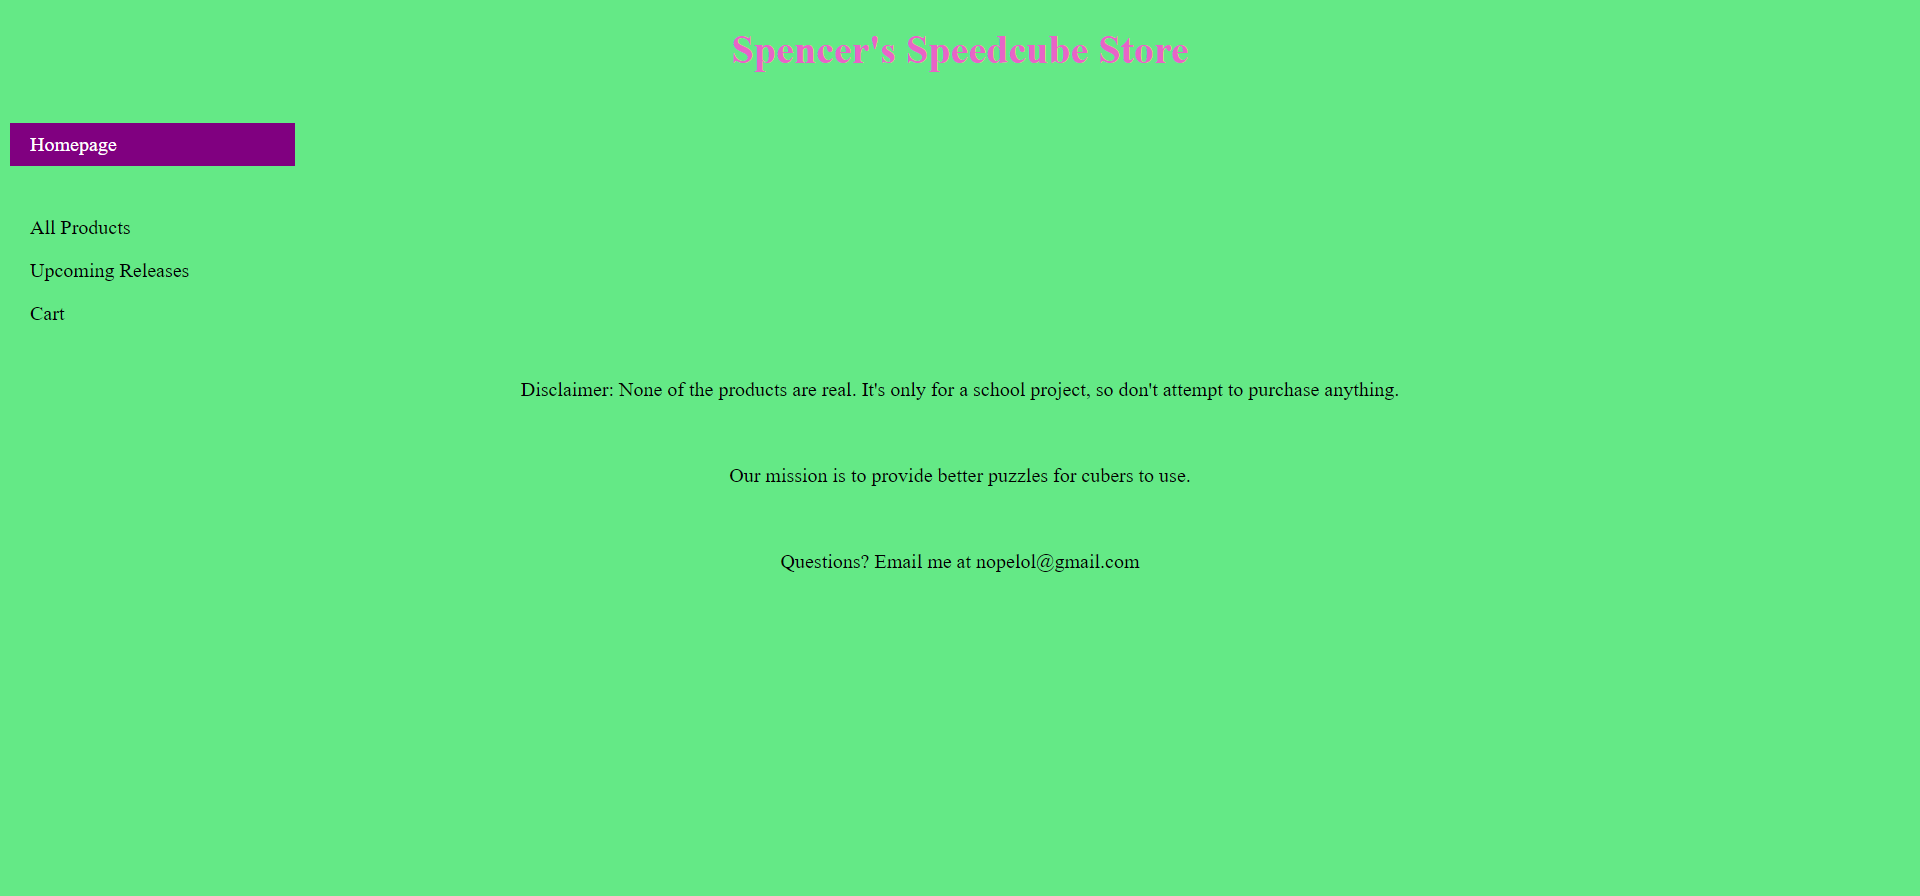 Spencer's Speedcube Store
Homepage
All Products
Upcoming Releases
Cart
Disclaimer: None of the products are real. It's only for a school project, so don't attempt to purchase anything.
Our mission is to provide better puzzles for cubers to use.
Questions? Email me at nopelol@gmail.com